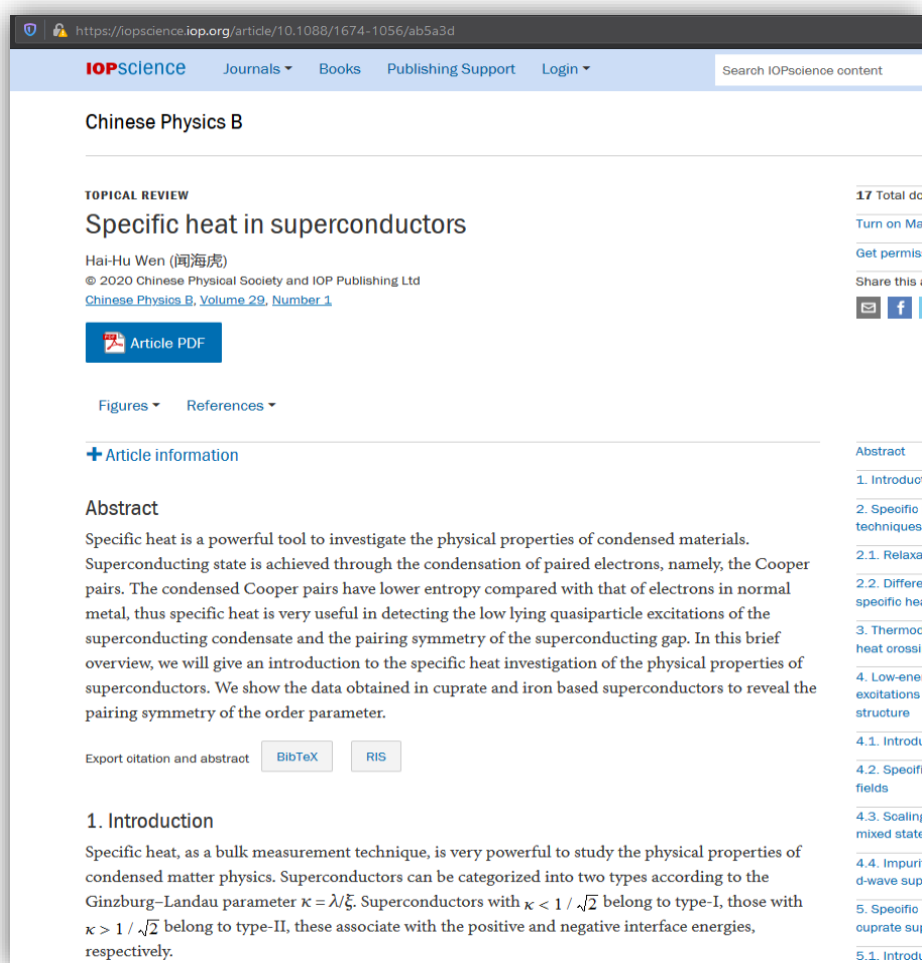 https://iopscience.iop.org/article/10.1088/1674-1056/ab5a3d
IOPscience Journals Books Publishing Support Login Search IOPscience content
Chinese Physics B
TOPICAL REVIEW
Specific heat in superconductors
Hai-Hu Wen (闻海虎)
© 2020 Chinese Physical Society and IOP Publishing Ltd
Chinese Physics B, Volume 29, Number 1
Article PDF
Figures References
+ Article information
Abstract
Specific heat is a powerful tool to investigate the physical properties of condensed materials.
Superconducting state is achieved through the condensation of paired electrons, namely, the Cooper
pairs. The condensed Cooper pairs have lower entropy compared with that of electrons in normal
metal, thus specific heat is very useful in detecting the low lying quasiparticle excitations of the
superconducting condensate and the pairing symmetry of the superconducting gap. In this brief
overview, we will give an introduction to the specific heat investigation of the physical properties of
superconductors. We show the data obtained in cuprate and iron based superconductors to reveal the
pairing symmetry of the order parameter.
Export citation and abstract BibTeX RIS
1. Introduction
Specific heat, as a bulk measurement technique, is very powerful to study the physical properties of
condensed matter physics. Superconductors can be categorized into two types according to the
Ginzburg–Landau parameter κ = λ/ξ. Superconductors with κ < 1 / √2 belong to type-I, those with
κ > 1 / √2 belong to type-II, these associate with the positive and negative interface energies,
respectively.
17 Total do
Turn on Ma
Get permis
Share this a
Abstract
1. Introduct
2. Specific
techniques
2.1. Relaxa
2.2. Differe
specific hea
3. Thermod
heat crossi
4. Low-ene
excitations
structure
4.1. Introdu
4.2. Specifi
fields
4.3. Scaling
mixed state
4.4. Impuri
d-wave sup
5. Specific
cuprate sup
5.1. Introdu